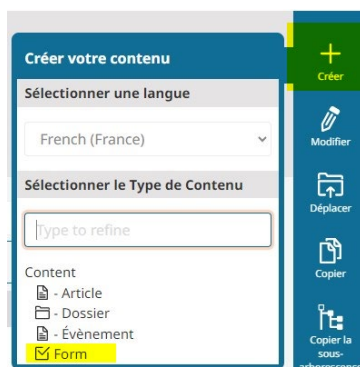 Créer votre contenu
Sélectionner une langue
French (France)
Sélectionner le Type de Contenu
Type to refine
Content
- Article
- Dossier
- Évènement
Form
Créer
Modifier
Déplacer
Copier
Copier la
sous-
arborescence